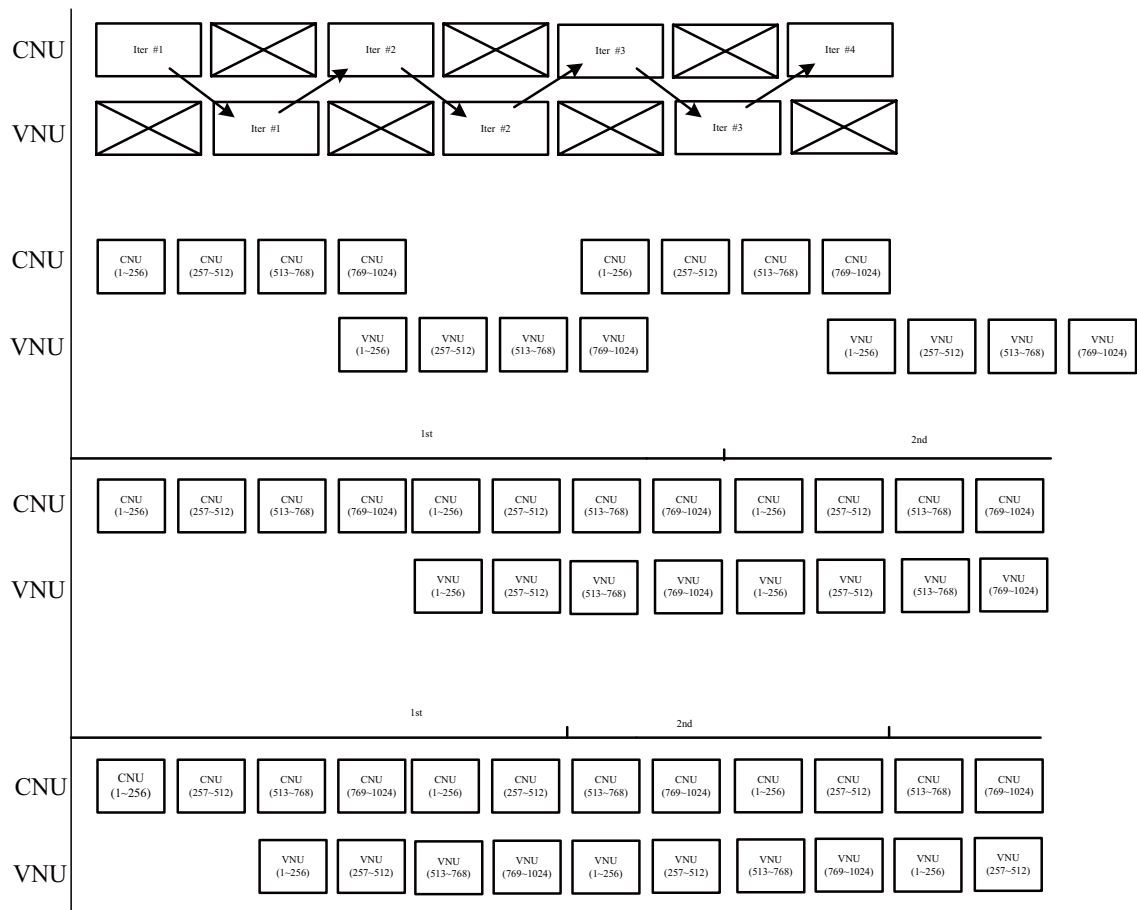 CNU Iter #1 Iter #2 Iter #3 Iter #4
VNU Iter #1 Iter #2 Iter #3
CNU CNU CNU CNU CNU CNU CNU CNU CNU
(1~256) (257~512) (513~768) (769~1024) (1~256) (257~512) (513~768) (769~1024)
VNU VNU VNU VNU VNU VNU VNU VNU VNU
(1~256) (257~512) (513~768) (769~1024) (1~256) (257~512) (513~768) (769~1024)
1st 2nd
CNU CNU CNU CNU CNU CNU CNU CNU CNU CNU CNU CNU CNU
(1~256) (257~512) (513~768) (769~1024) (1~256) (257~512) (513~768) (769~1024) (1~256) (257~512) (513~768) (769~1024)
VNU VNU VNU VNU VNU VNU VNU VNU VNU
(1~256) (257~512) (513~768) (769~1024) (1~256) (257~512) (513~768) (769~1024)
1st 2nd
CNU CNU CNU CNU CNU CNU CNU CNU CNU CNU CNU CNU CNU
(1~256) (257~512) (513~768) (769~1024) (1~256) (257~512) (513~768) (769~1024) (1~256) (257~512) (513~768) (769~1024)
VNU VNU VNU VNU VNU VNU VNU VNU VNU VNU VNU
(1~256) (257~512) (513~768) (769~1024) (1~256) (257~512) (513~768) (769~1024) (1~256) (257~512)